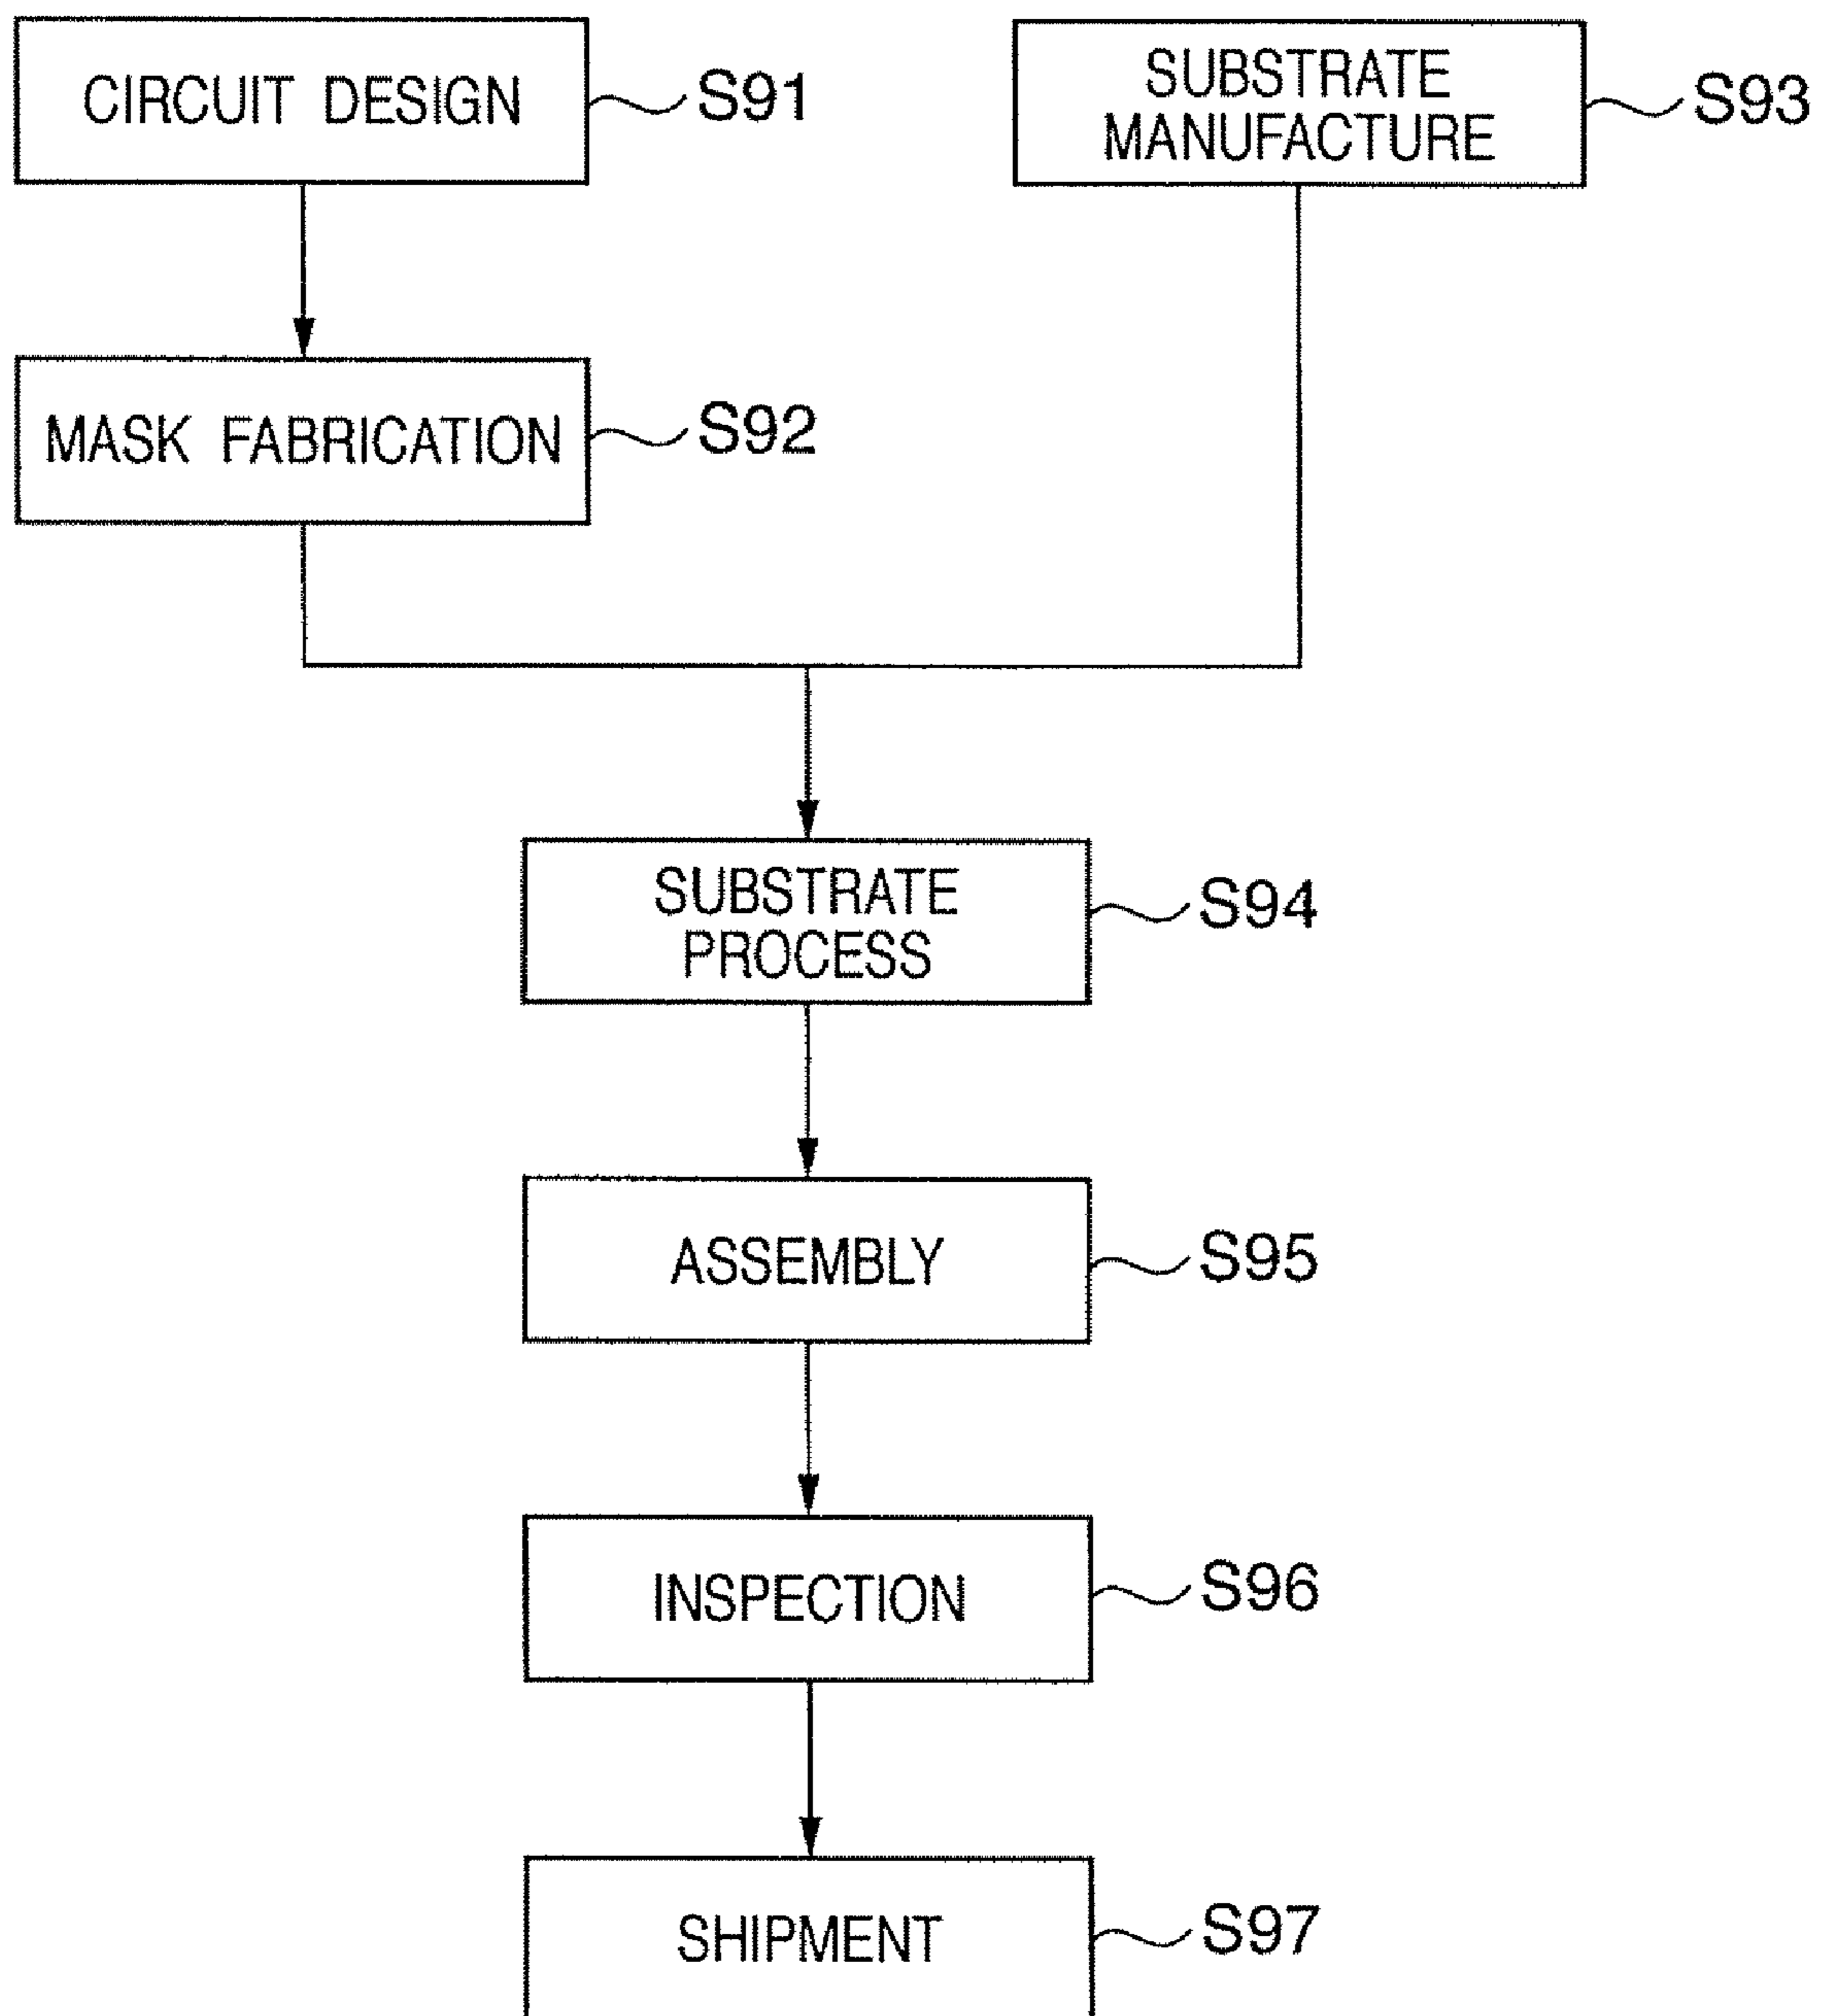 CIRCUIT DESIGN
S91
SUBSTRATE
MANUFACTURE
S93
MASK FABRICATION
S92
SUBSTRATE
PROCESS
S94
ASSEMBLY
S95
INSPECTION
S96
SHIPMENT
S97